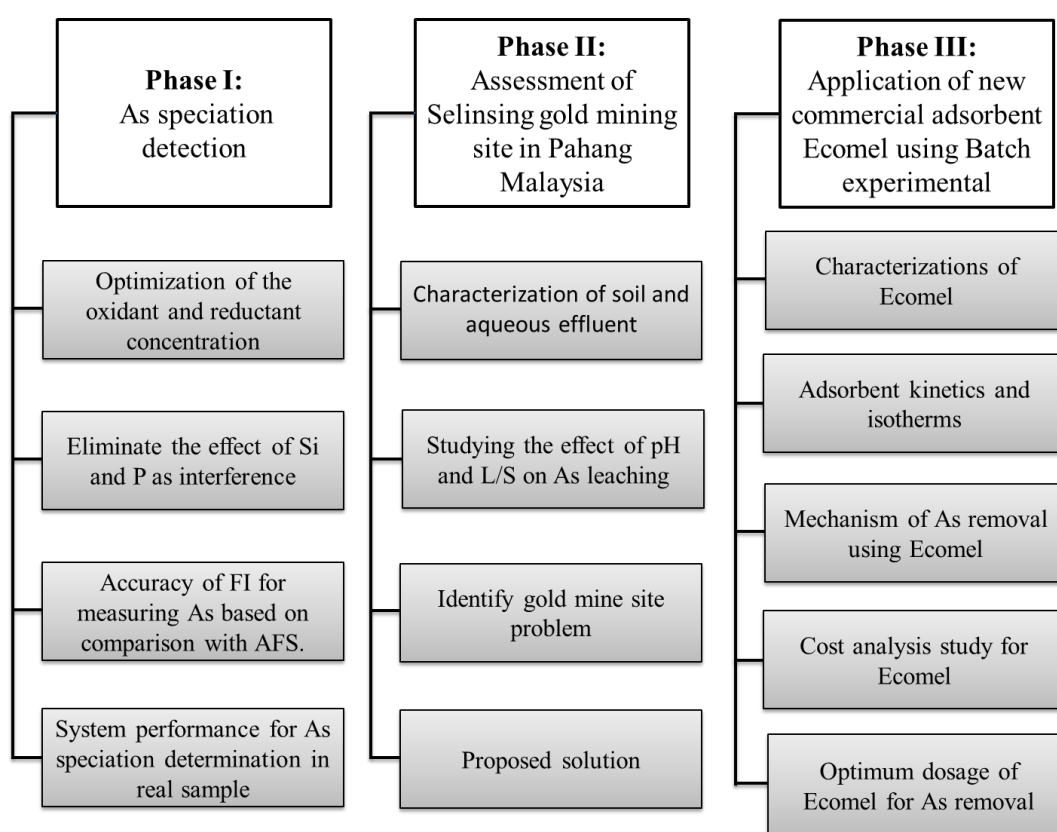 Phase I:
As speciation
detection
Optimization of the
oxidant and reductant
concentration
Eliminate the effect of Si
and P as interference
Accuracy of FI for
measuring As based on
comparison with AFS.
System performance for As
speciation determination in
real sample
Phase II:
Assessment of
Selinsing gold mining
site in Pahang
Malaysia
Characterization of soil and
aqueous effluent
Studying the effect of pH
and L/S on As leaching
Identify gold mine site
problem
Proposed solution
Phase III:
Application of new
commercial adsorbent
Ecomel using Batch
experimental
Characterizations of
Ecomel
Adsorbent kinetics and
isotherms
Mechanism of As removal
using Ecomel
Cost analysis study for
Ecomel
Optimum dosage of
Ecomel for As removal